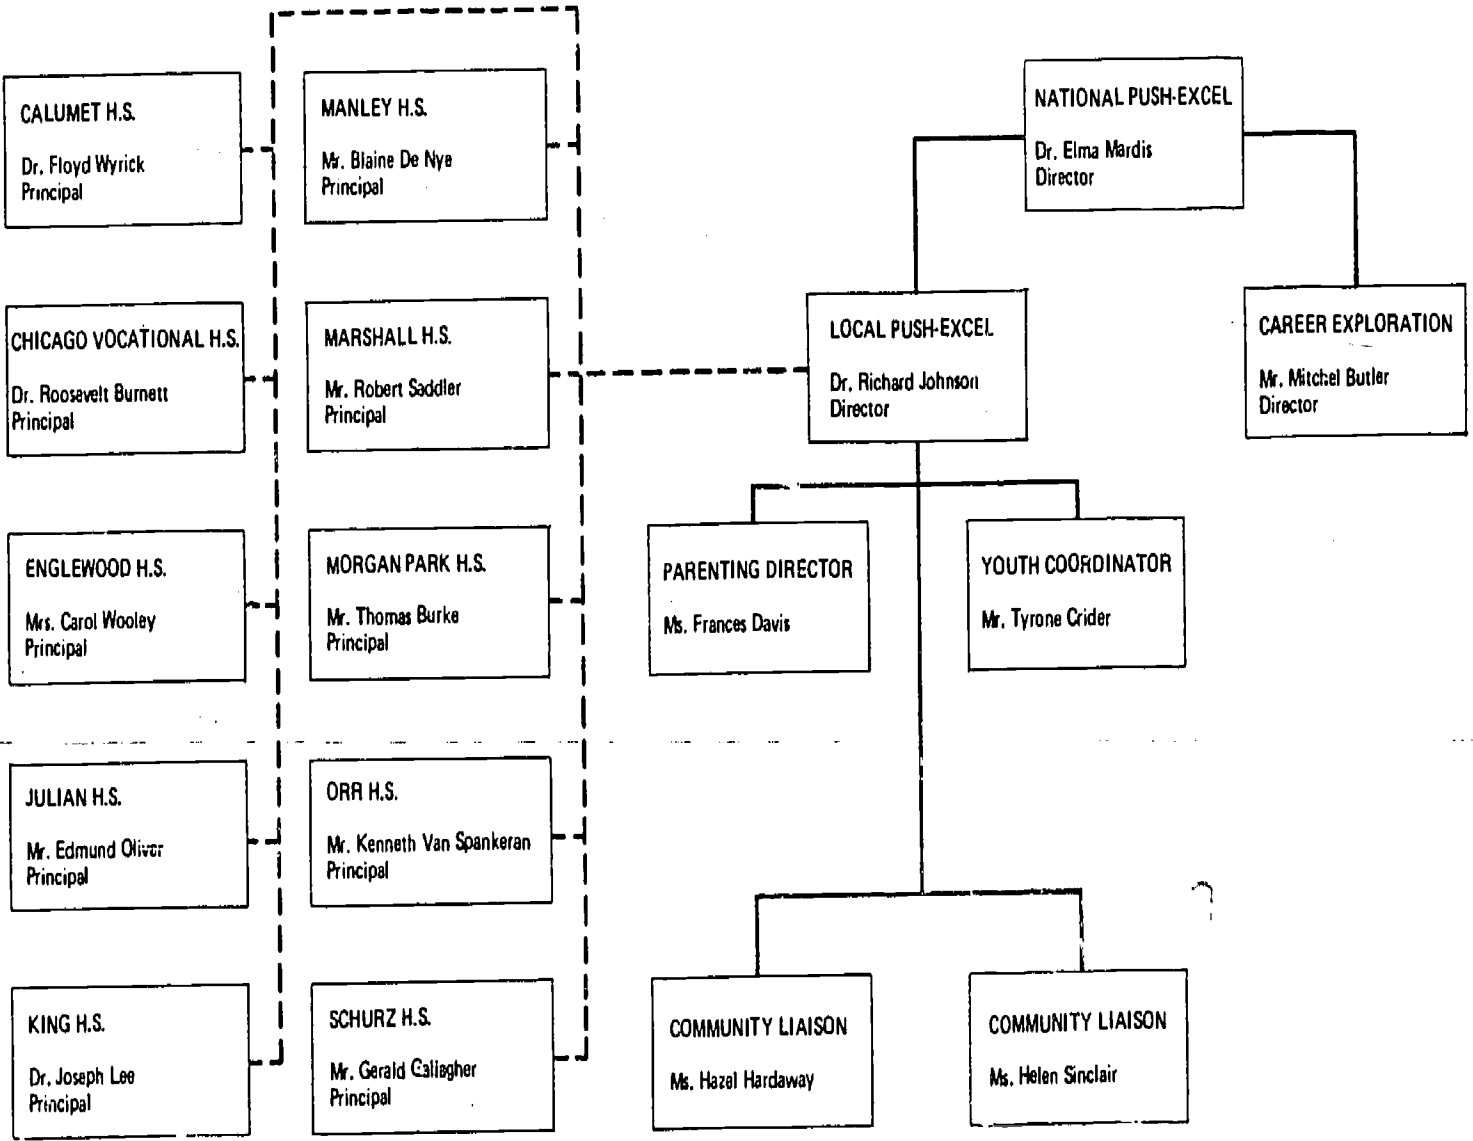 CALUMET H.S.
Dr. Floyd Wyrick
Principal
MANLEY H.S.
Mr. Blaine De Nye
Principal
NATIONAL PUSH-EXCEL
Dr. Elma Mardis
Director
CHICAGO VOCATIONAL H.S.
Dr. Roosevelt Burnett
Principal
MARSHALL H.S.
Mr. Robert Saddler
Principal
LOCAL PUSH-EXCEL
Dr. Richard Johnson
Director
CAREER EXPLORATION
Mr. Mitchel Butler
Director
ENGLEWOOD H.S.
Mrs. Carol Wooley
Principal
MORGAN PARK H.S.
Mr. Thomas Burke
Principal
PARENTING DIRECTOR
Ms. Frances Davis
YOUTH COORDINATOR
Mr. Tyrone Crider
JULIAN H.S.
Mr. Edmund Oliver
Principal
ORR H.S.
Mr. Kenneth Van Spankeran
Principal
KING H.S.
Dr. Joseph Lee
Principal
SCHURZ H.S.
Mr. Gerald Gallagher
Principal
COMMUNITY LIAISON
Ms. Hazel Hardaway
COMMUNITY LIAISON
Ms. Helen Sinclair